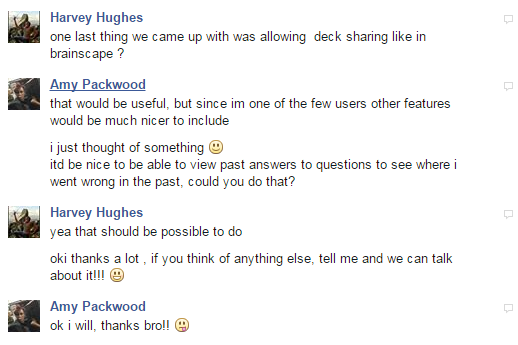 Harvey Hughes
one last thing we came up with was allowing  deck sharing like in
brainscape ?
Amy Packwood
that would be useful, but since im one of the few users other features
would be much nicer to include
i just thought of something
itd be nice to be able to view past answers to questions to see where i
went wrong in the past, could you do that?
Harvey Hughes
yea that should be possible to do
oki thanks a lot , if you think of anything else, tell me and we can talk
about it!!!
Amy Packwood
ok i will, thanks bro!!